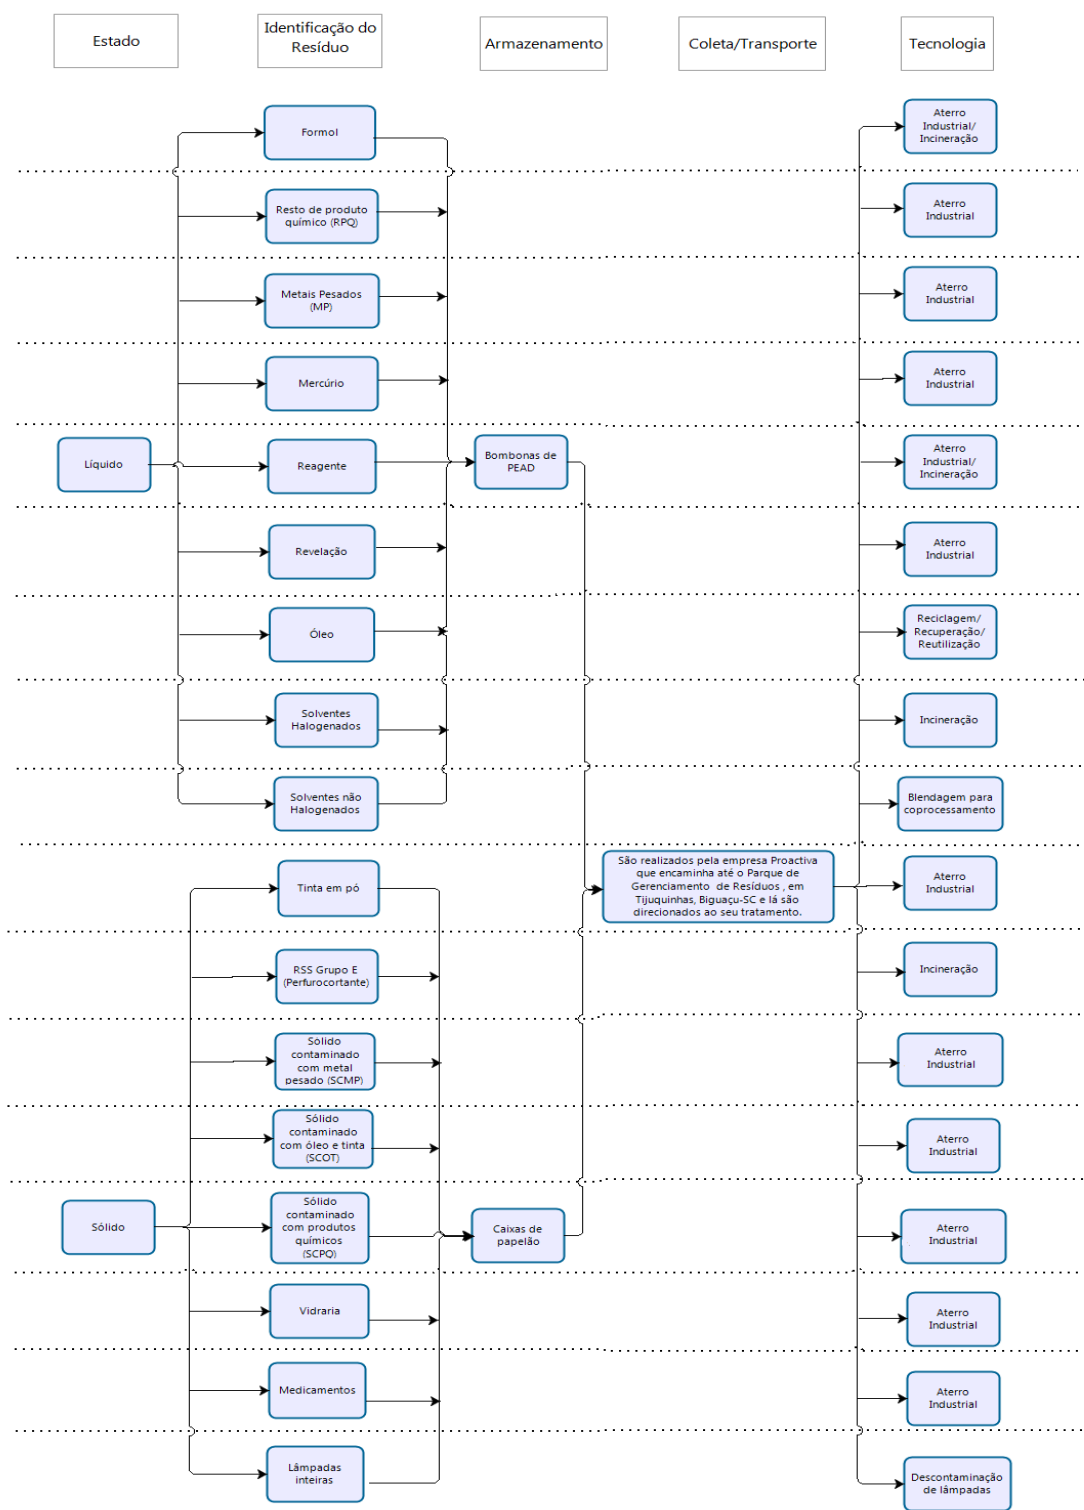 Estado
Identificação do
Resíduo
Armazenamento
Coleta/Transporte
Tecnologia
Formol
Aterro
Industrial/
Incineração
Resto de produto
químico (RPQ)
Aterro
Industrial
Metais Pesados
(MP)
Aterro
Industrial
Mercúrio
Aterro
Industrial
Líquido
Reagente
Bombonas de
PEAD
Aterro
Industrial/
Incineração
Revelação
Aterro
Industrial
Óleo
Reciclagem/
Recuperação/
Reutilização
Solventes
Halogenados
Incineração
Solventes não
Halogenados
Blendagem para
coprocessamento
São realizados pela empresa Proactiva
que encaminha até o Parque de
Gerenciamento de Resíduos , em
Tijuquinhas, Biguaçu-SC e lá são
direcionados ao seu tratamento.
Tinta em pó
Aterro
Industrial
RSS Grupo E
(Perfurocortante)
Incineração
Sólido
contaminado
com metal
pesado (SCMP)
Aterro
Industrial
Sólido
contaminado
com óleo e tinta
(SCOT)
Aterro
Industrial
Sólido
Sólido
contaminado
com produtos
químicos
(SCPQ)
Caixas de
papelão
Aterro
Industrial
Vidraria
Aterro
Industrial
Medicamentos
Aterro
Industrial
Lâmpadas
inteiras
Descontaminação
de lâmpadas